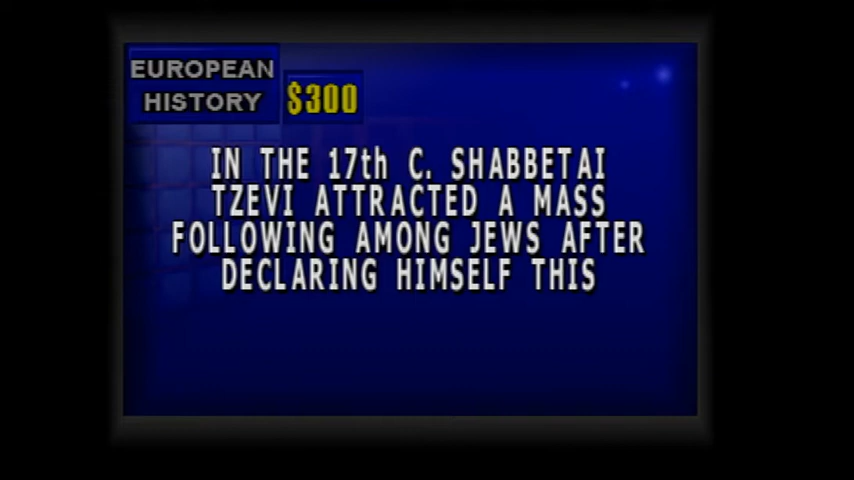 EUROPEAN
HISTORY
$300
IN THE 17th C. SHABBETAI
TZEVI ATTRACTED A MASS
FOLLOWING AMONG JEWS AFTER
DECLARING HIMSELF THIS